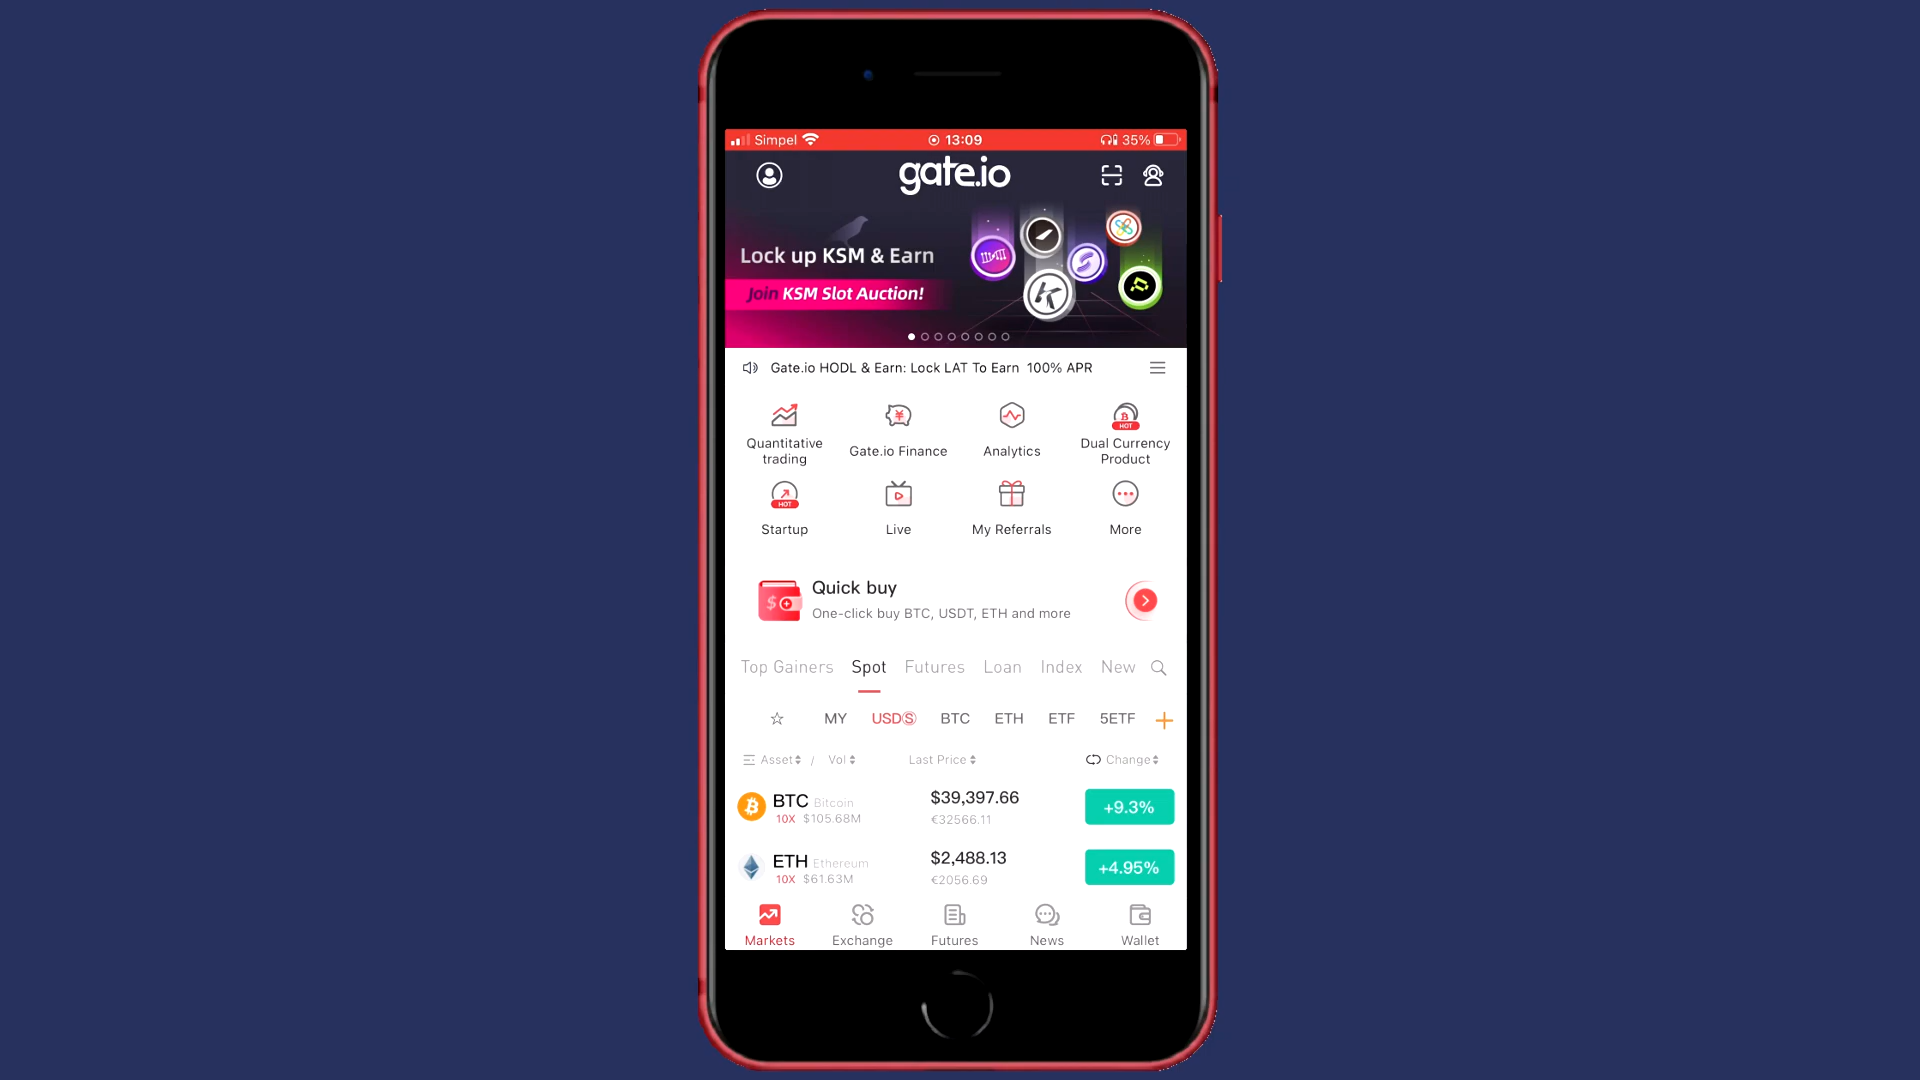 Simpel 13:09 35%
gate.io
Lock up KSM & Earn
Join KSM Slot Auction!
Gate.io HODL & Earn: Lock LAT To Earn 100% APR
Quantitative trading
Gate.io Finance
Analytics
HOT
Dual Currency Product
HOT
Startup
Live
My Referrals
More
Quick buy
One-click buy BTC, USDT, ETH and more
Top Gainers Spot Futures Loan Index New
MY USDⓈ BTC ETH ETF 5ETF
Asset / Vol Last Price Change
BTC Bitcoin $39,397.66 +9.3%
10X $105.68M €32566.11
ETH Ethereum $2,488.13 +4.95%
10X $61.63M €2056.69
Markets Exchange Futures News Wallet